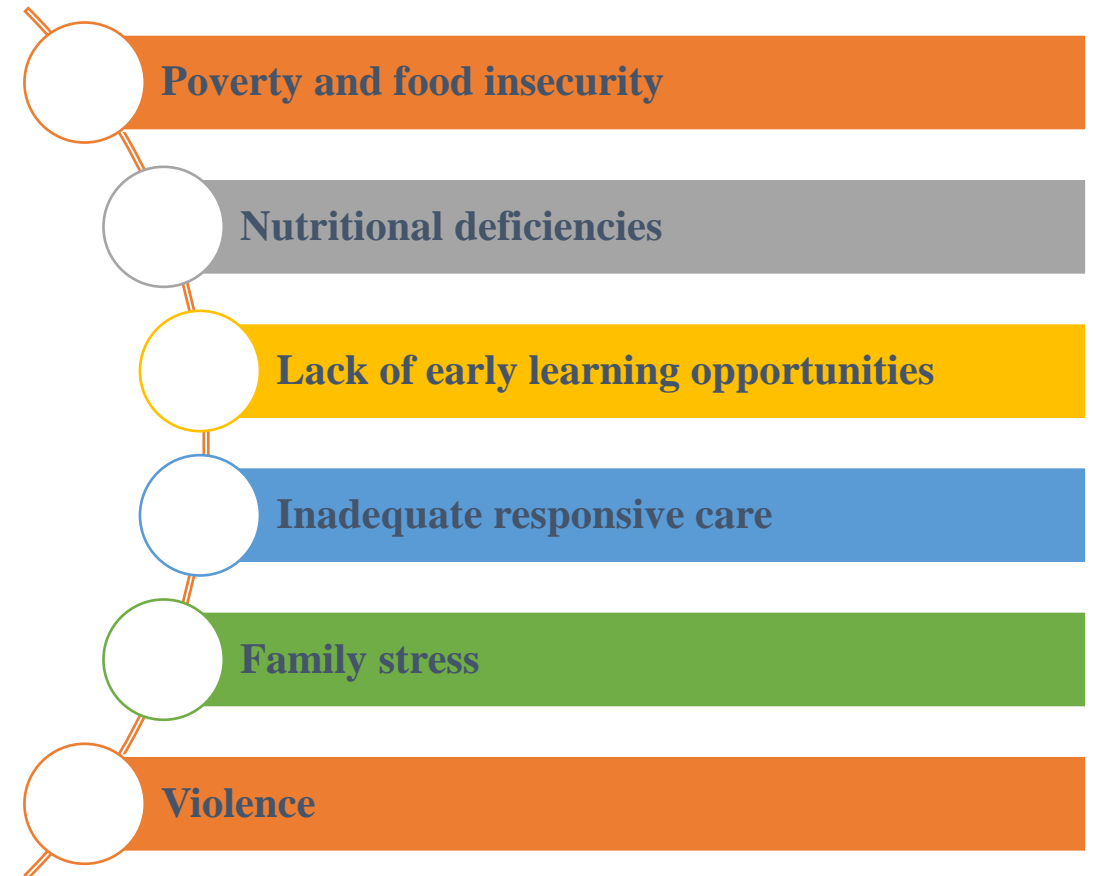 Poverty and food insecurity
Nutritional deficiencies
Lack of early learning opportunities
Inadequate responsive care
Family stress
Violence